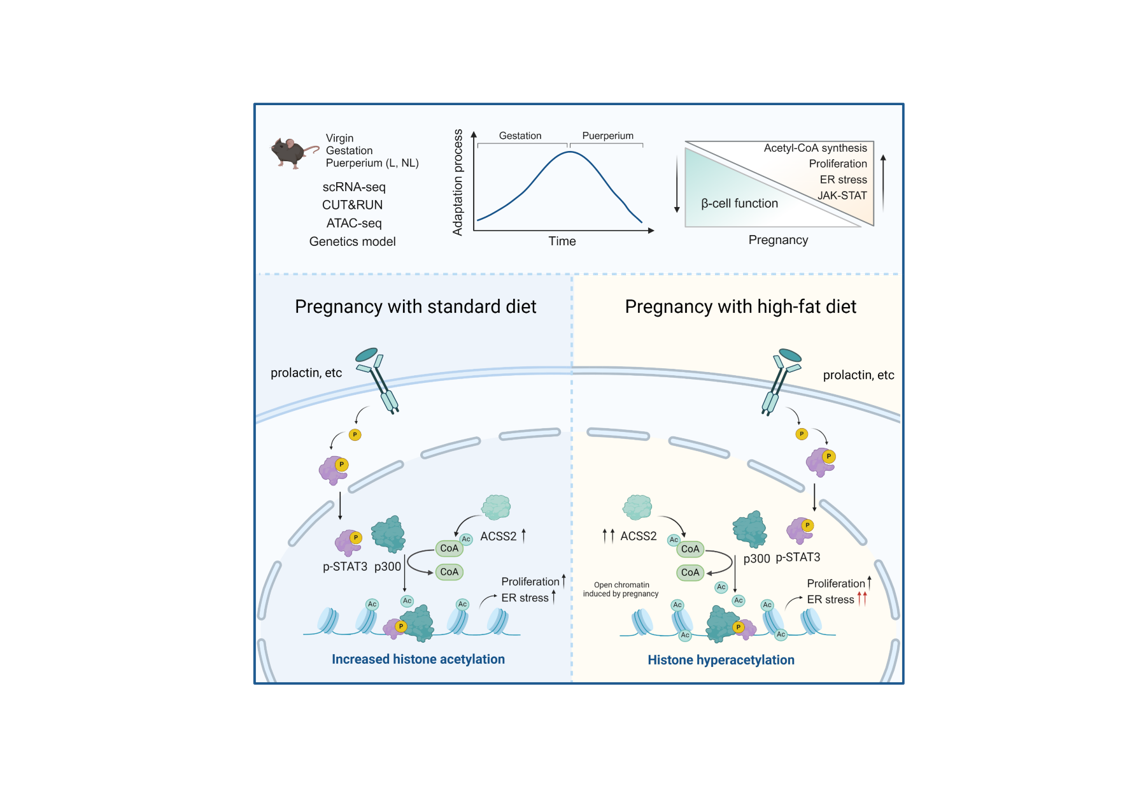 Virgin
Gestation
Puerperium (L, NL)
scRNA-seq
CUT&RUN
ATAC-seq
Genetics model
Adaptation process
Gestation
Puerperium
Time
Acetyl-CoA synthesis
Proliferation
ER stress
JAK-STAT
β-cell function
Pregnancy
Pregnancy with standard diet
prolactin, etc
P
P
P
p-STAT3
p300
ACSS2
Ac
CoA
CoA
Proliferation
ER stress
Ac
Ac
Ac
P
Increased histone acetylation
Pregnancy with high-fat diet
prolactin, etc
P
P
P
ACSS2
Ac
CoA
CoA
p300
p-STAT3
Open chromatin
induced by pregnancy
Ac
Proliferation
ER stress
Ac
Ac
Ac
P
Ac
Ac
Histone hyperacetylation